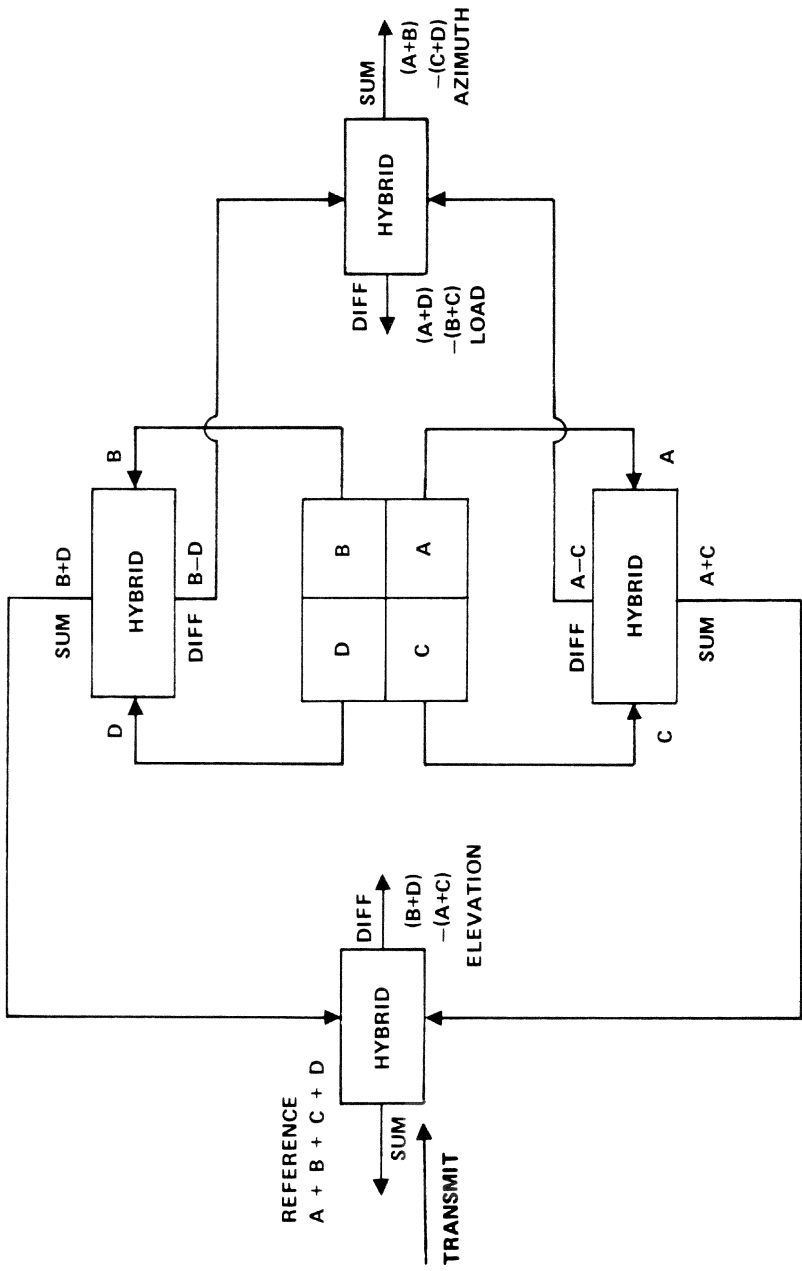 SUM B+D
D
B
HYBRID
DIFF B−D
REFERENCE
A + B + C + D
SUM
TRANSMIT
HYBRID
DIFF
(B+D)
−(A+C)
ELEVATION
D B
C A
DIFF
(A+D)
−(B+C)
LOAD
HYBRID
SUM
(A+B)
−(C+D)
AZIMUTH
DIFF A−C
HYBRID
C
A
SUM A+C